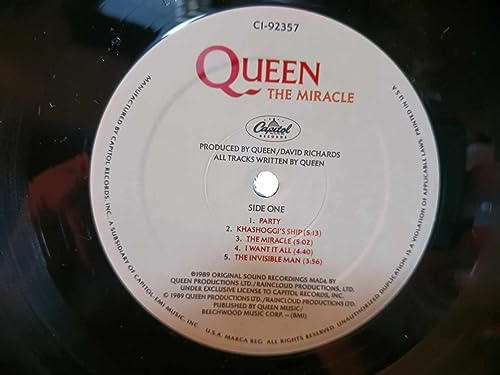 C1-92357
QUEEN
THE MIRACLE
Capitol
RECORDS
PRODUCED BY QUEEN/DAVID RICHARDS
ALL TRACKS WRITTEN BY QUEEN
SIDE ONE
1. PARTY
2. KHASHOGGI'S SHIP (5:13)
3. THE MIRACLE (5:02)
4. I WANT IT ALL (4:40)
5. THE INVISIBLE MAN (3:56)
℗1989 ORIGINAL SOUND RECORDINGS MADE BY
QUEEN PRODUCTIONS LTD./RAINCLOUD PRODUCTIONS, LTD.
UNDER EXCLUSIVE LICENSE TO CAPITOL RECORDS, INC.
© 1989 QUEEN PRODUCTIONS LTD./RAINCLOUD PRODUCTIONS LTD.
PUBLISHED BY QUEEN MUSIC/
BEECHWOOD MUSIC CORP. – (BMI)
MANUFACTURED BY CAPITOL RECORDS, INC. A SUBSIDIARY OF CAPITOL-EMI MUSIC, INC. U.S.A. MARCA REG. ALL RIGHTS RESERVED. UNAUTHORIZED DUPLICATION IS A VIOLATION OF APPLICABLE LAWS. PRINTED IN U.S.A.